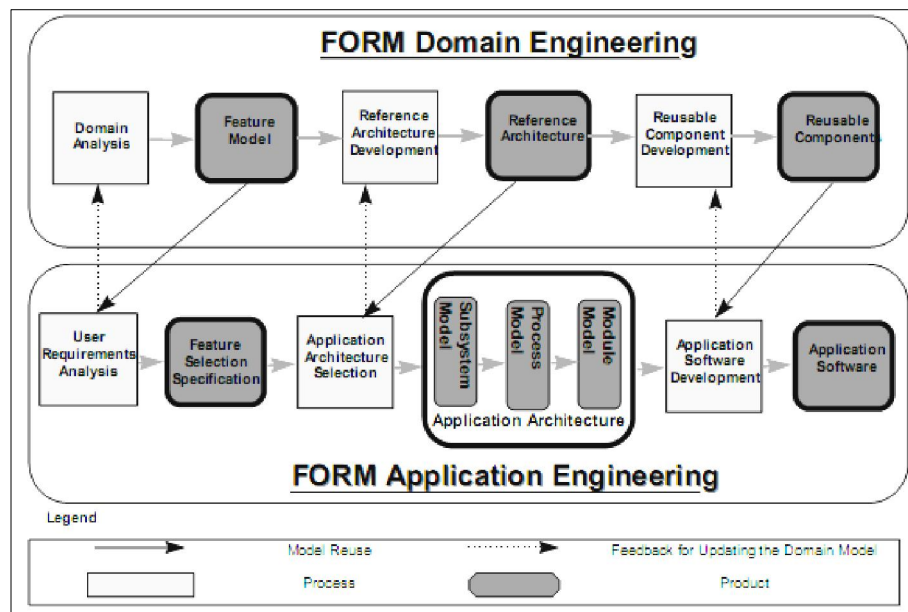 FORM Domain Engineering
Domain
Analysis
Feature
Model
Reference
Architecture
Development
Reference
Architecture
Reusable
Component
Development
Reusable
Components
User
Requirements
Analysis
Feature
Selection
Specification
Application
Architecture
Selection
Subsystem
Model
Process
Model
Module
Model
Application Architecture
Application
Software
Development
Application
Software
FORM Application Engineering
Legend
Model Reuse
Feedback for Updating the Domain Model
Process
Product